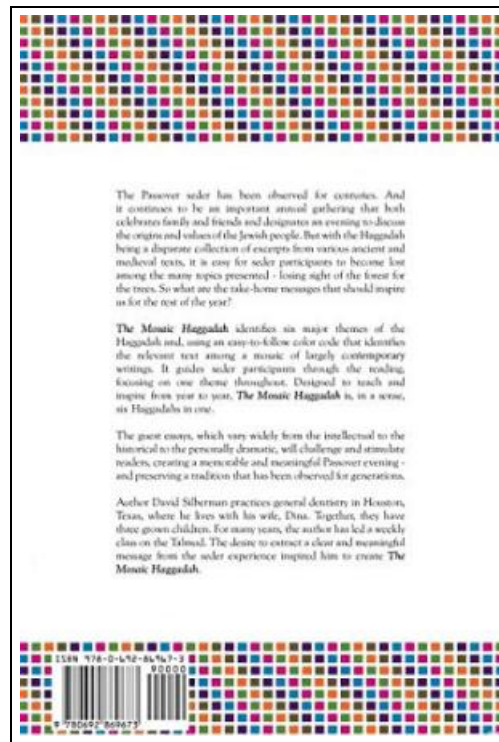 The Passover seder has been observed for centuries. And
it continues to be an important annual gathering that both
celebrates family and friends and designates an evening to discuss
the origins and values of the Jewish people. But with the Haggadah
being a disparate collection of excerpts from various ancient and
medieval texts, it is easy for seder participants to become lost
among the many topics presented - losing sight of the forest for
the trees. So what are the take-home messages that should inspire
us for the rest of the year?
The Mosaic Haggadah identifies six major themes of the
Haggadah and, using an easy-to-follow color code that identifies
the relevant text among a mosaic of largely contemporary
writings. It guides seder participants through the reading,
focusing on one theme throughout. Designed to teach and
inspire from year to year, The Mosaic Haggadah is, in a sense,
six Haggadahs in one.
The guest essays, which vary widely from the intellectual to the
historical to the personally dramatic, will challenge and stimulate
readers, creating a memorable and meaningful Passover evening -
and preserving a tradition that has been observed for generations.
Author David Silberman practices general dentistry in Houston,
Texas, where he lives with his wife, Dina. Together, they have
three grown children. For many years, the author has led a weekly
class on the Talmud. The desire to extract a clear and meaningful
message from the seder experience inspired him to create The
Mosaic Haggadah.
ISBN 978-0-692-86967-3
90000
9 780692 869673